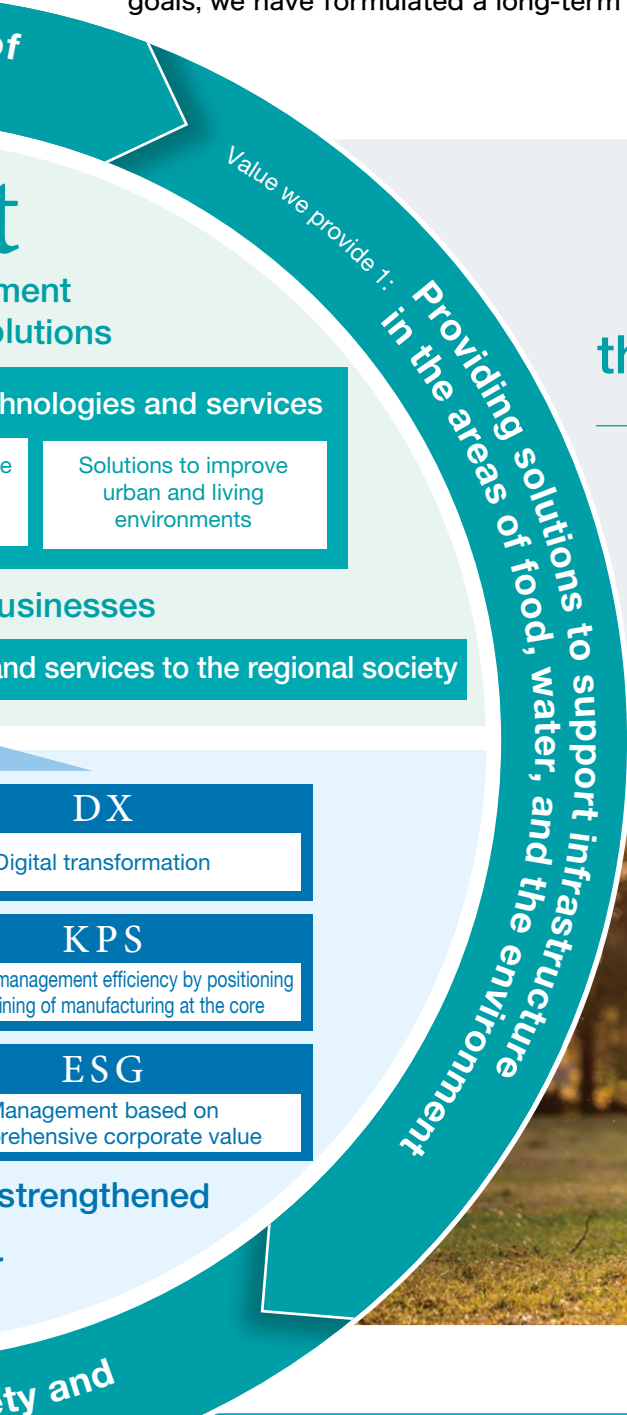 goals, we have formulated a long-term
of
Value we provide 1:
Providing solutions to support infrastructure
in the areas of food, water, and the environment
t
ment
olutions
th
hnologies and services
e
Solutions to improve
urban and living
environments
usinesses
and services to the regional society
DX
Digital transformation
KPS
management efficiency by positioning
ining of manufacturing at the core
ESG
Management based on
rehensive corporate value
strengthened
ety and